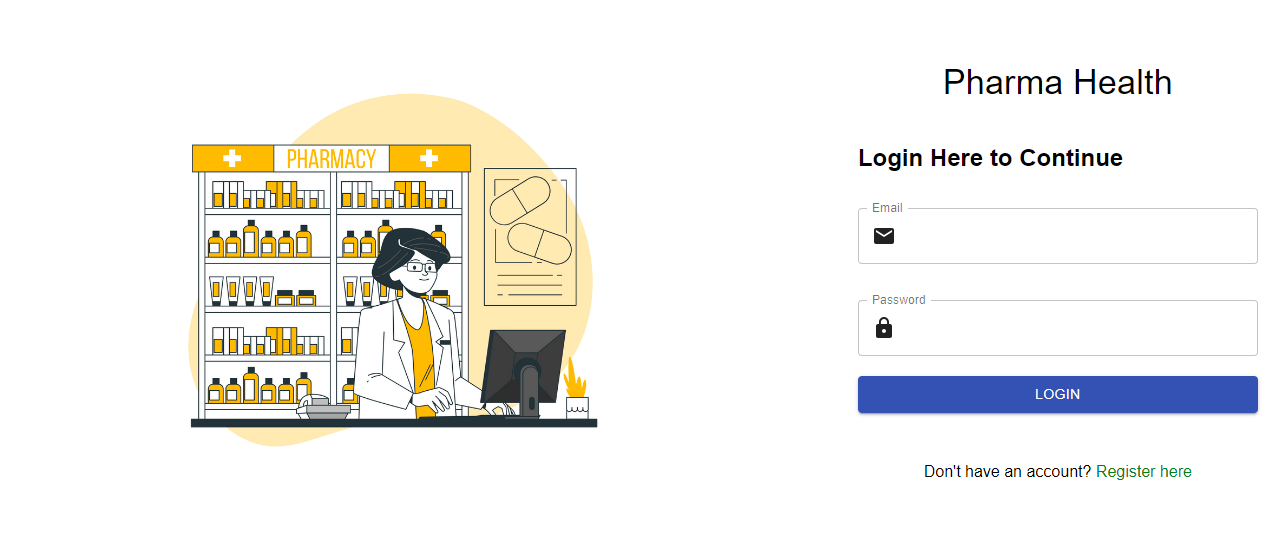 PHARMACY
Pharma Health
Login Here to Continue
Email
Password
LOGIN
Don't have an account? Register here